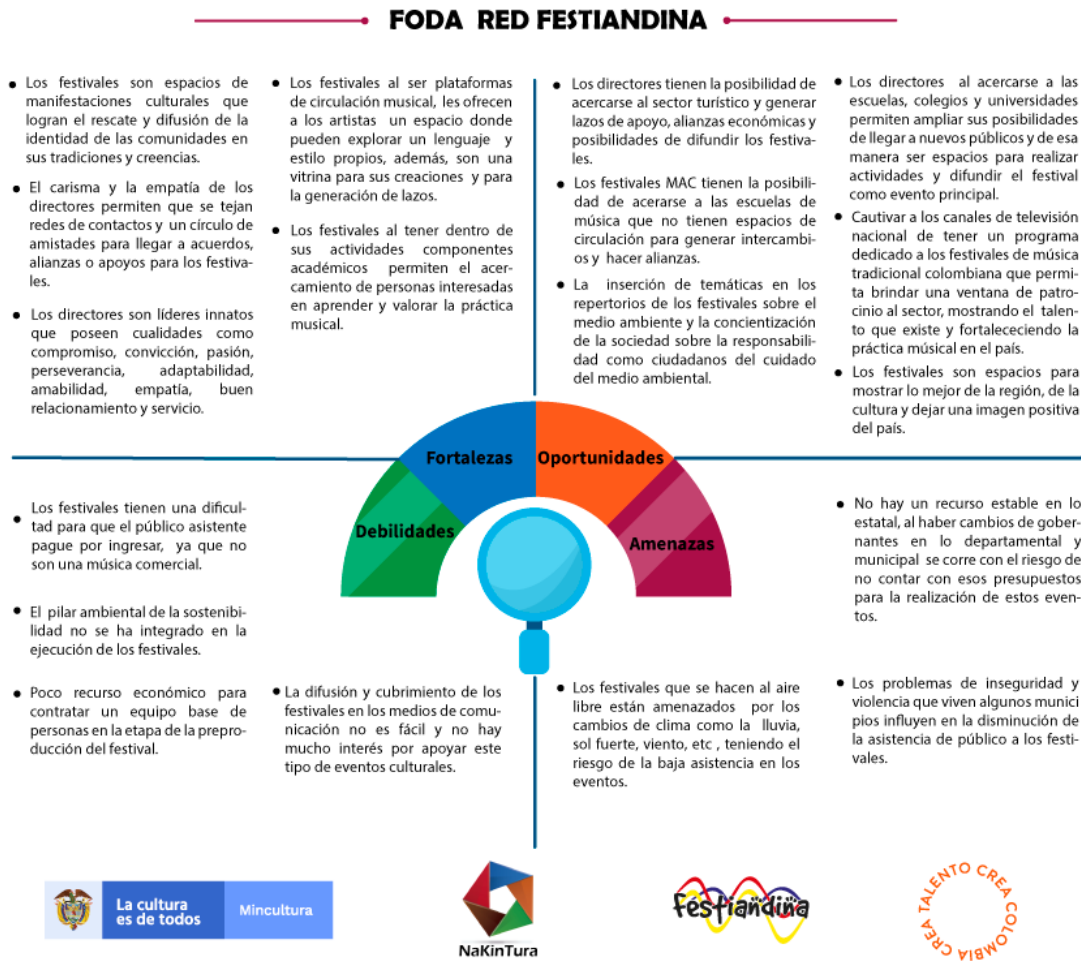 FODA RED FESTIANDINA
Los festivales son espacios de
manifestaciones culturales que
logran el rescate y difusión de la
identidad de las comunidades en
sus tradiciones y creencias.
El carisma y la empatía de los
directores permiten que se tejan
redes de contactos y un círculo de
amistades para llegar a acuerdos,
alianzas o apoyos para los festiva-
les.
Los directores son líderes innatos
que poseen cualidades como
compromiso, convicción, pasión,
perseverancia, adaptabilidad,
amabilidad, empatía, buen
relacionamiento y servicio.
Los festivales al ser plataformas
de circulación musical, les ofrecen
a los artistas un espacio donde
pueden explorar un lenguaje y
estilo propios, además, son una
vitrina para sus creaciones y para
la generación de lazos.
Los festivales al tener dentro de
sus actividades componentes
académicos permiten el acer-
camiento de personas interesadas
en aprender y valorar la práctica
musical.
Los directores tienen la posibilidad de
acercarse al sector turístico y generar
lazos de apoyo, alianzas económicas y
posibilidades de difundir los festiva-
les.
Los festivales MAC tienen la posibili-
dad de acerarse a las escuelas de
música que no tienen espacios de
circulación para generar intercambi-
os y hacer alianzas.
La inserción de temáticas en los
repertorios de los festivales sobre el
medio ambiente y la concientización
de la sociedad sobre la responsabili-
dad como ciudadanos del cuidado
del medio ambiental.
Los directores al acercarse a las
escuelas, colegios y universidades
permiten ampliar sus posibilidades
de llegar a nuevos públicos y de esa
manera ser espacios para realizar
actividades y difundir el festival
como evento principal.
Cautivar a los canales de televisión
nacional de tener un programa
dedicado a los festivales de música
tradicional colombiana que permi-
ta brindar una ventana de patro-
cinio al sector, mostrando el talen-
to que existe y fortalececiendo la
práctica músical en el país.
Los festivales son espacios para
mostrar lo mejor de la región, de la
cultura y dejar una imagen positiva
del país.
Fortalezas
Oportunidades
Debilidades
Amenazas
Los festivales tienen una dificul-
tad para que el público asistente
pague por ingresar, ya que no
son una música comercial.
El pilar ambiental de la sostenibi-
lidad no se ha integrado en la
ejecución de los festivales.
Poco recurso económico para
contratar un equipo base de
personas en la etapa de la prepro-
ducción del festival.
La difusión y cubrimiento de los
festivales en los medios de comu-
nicación no es fácil y no hay
mucho interés por apoyar este
tipo de eventos culturales.
Los festivales que se hacen al aire
libre están amenazados por los
cambios de clima como la lluvia,
sol fuerte, viento, etc , teniendo el
riesgo de la baja asistencia en los
eventos.
No hay un recurso estable en lo
estatal, al haber cambios de gober-
nantes en lo departamental y
municipal se corre con el riesgo de
no contar con esos presupuestos
para la realización de estos even-
tos.
Los problemas de inseguridad y
violencia que viven algunos munici
pios influyen en la disminución de
la asistencia de público a los festi-
vales.
La cultura
es de todos
Mincultura
NaKinTura
Festiandina
CREA TALENTO CREA COLOMBIA